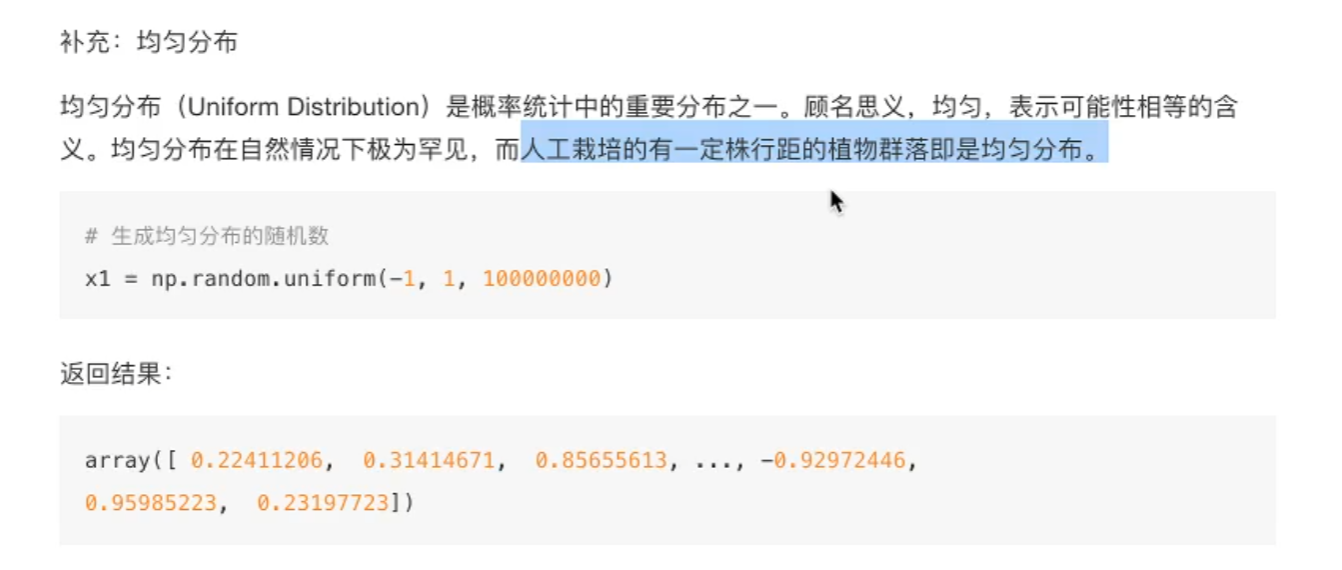 补充：均匀分布
均匀分布（Uniform Distribution）是概率统计中的重要分布之一。顾名思义，均匀，表示可能性相等的含
义。均匀分布在自然情况下极为罕见，而人工栽培的有一定株行距的植物群落即是均匀分布。
# 生成均匀分布的随机数
x1 = np.random.uniform(-1, 1, 100000000)
返回结果：
array([ 0.22411206,  0.31414671,  0.85655613, ..., -0.92972446,
0.95985223,  0.23197723])